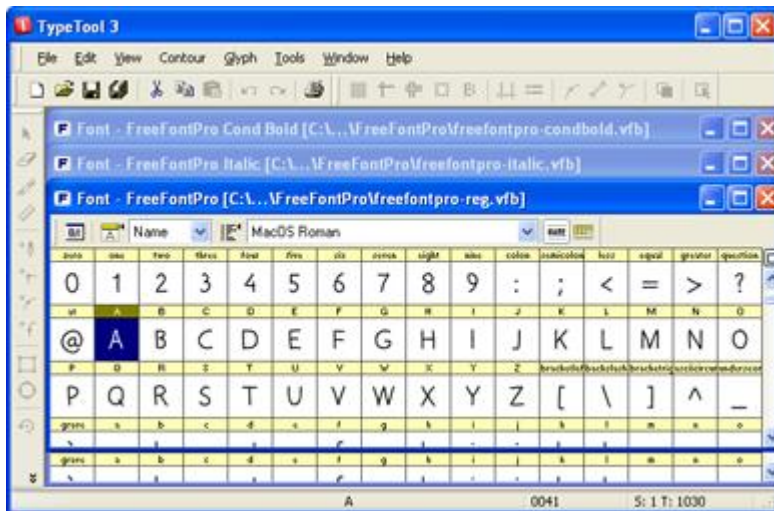 TypeTool 3
File Edit View Contour Glyph Tools Window Help
Font - FreeFontPro Cond Bold [C:\...\FreeFontPro\freefontpro-condbold.vfb]
Font - FreeFontPro Italic [C:\...\FreeFontPro\freefontpro-italic.vfb]
Font - FreeFontPro [C:\...\FreeFontPro\freefontpro-reg.vfb]
Name MacOS Roman
zero one two three four five six seven eight nine colon semicolon less equal greater question
0 1 2 3 4 5 6 7 8 9 : ; < = > ?
at A B C D E F G H I J K L M N O
@ A B C D E F G H I J K L M N O
P Q R S T U V W X Y Z
P Q R S T U V W X Y Z [ \ ] ^ _
grave a b c d e f g h i j k l m n o
grave a b c d e f g h i j k l m n o
A 0041 S: 1 T: 1030